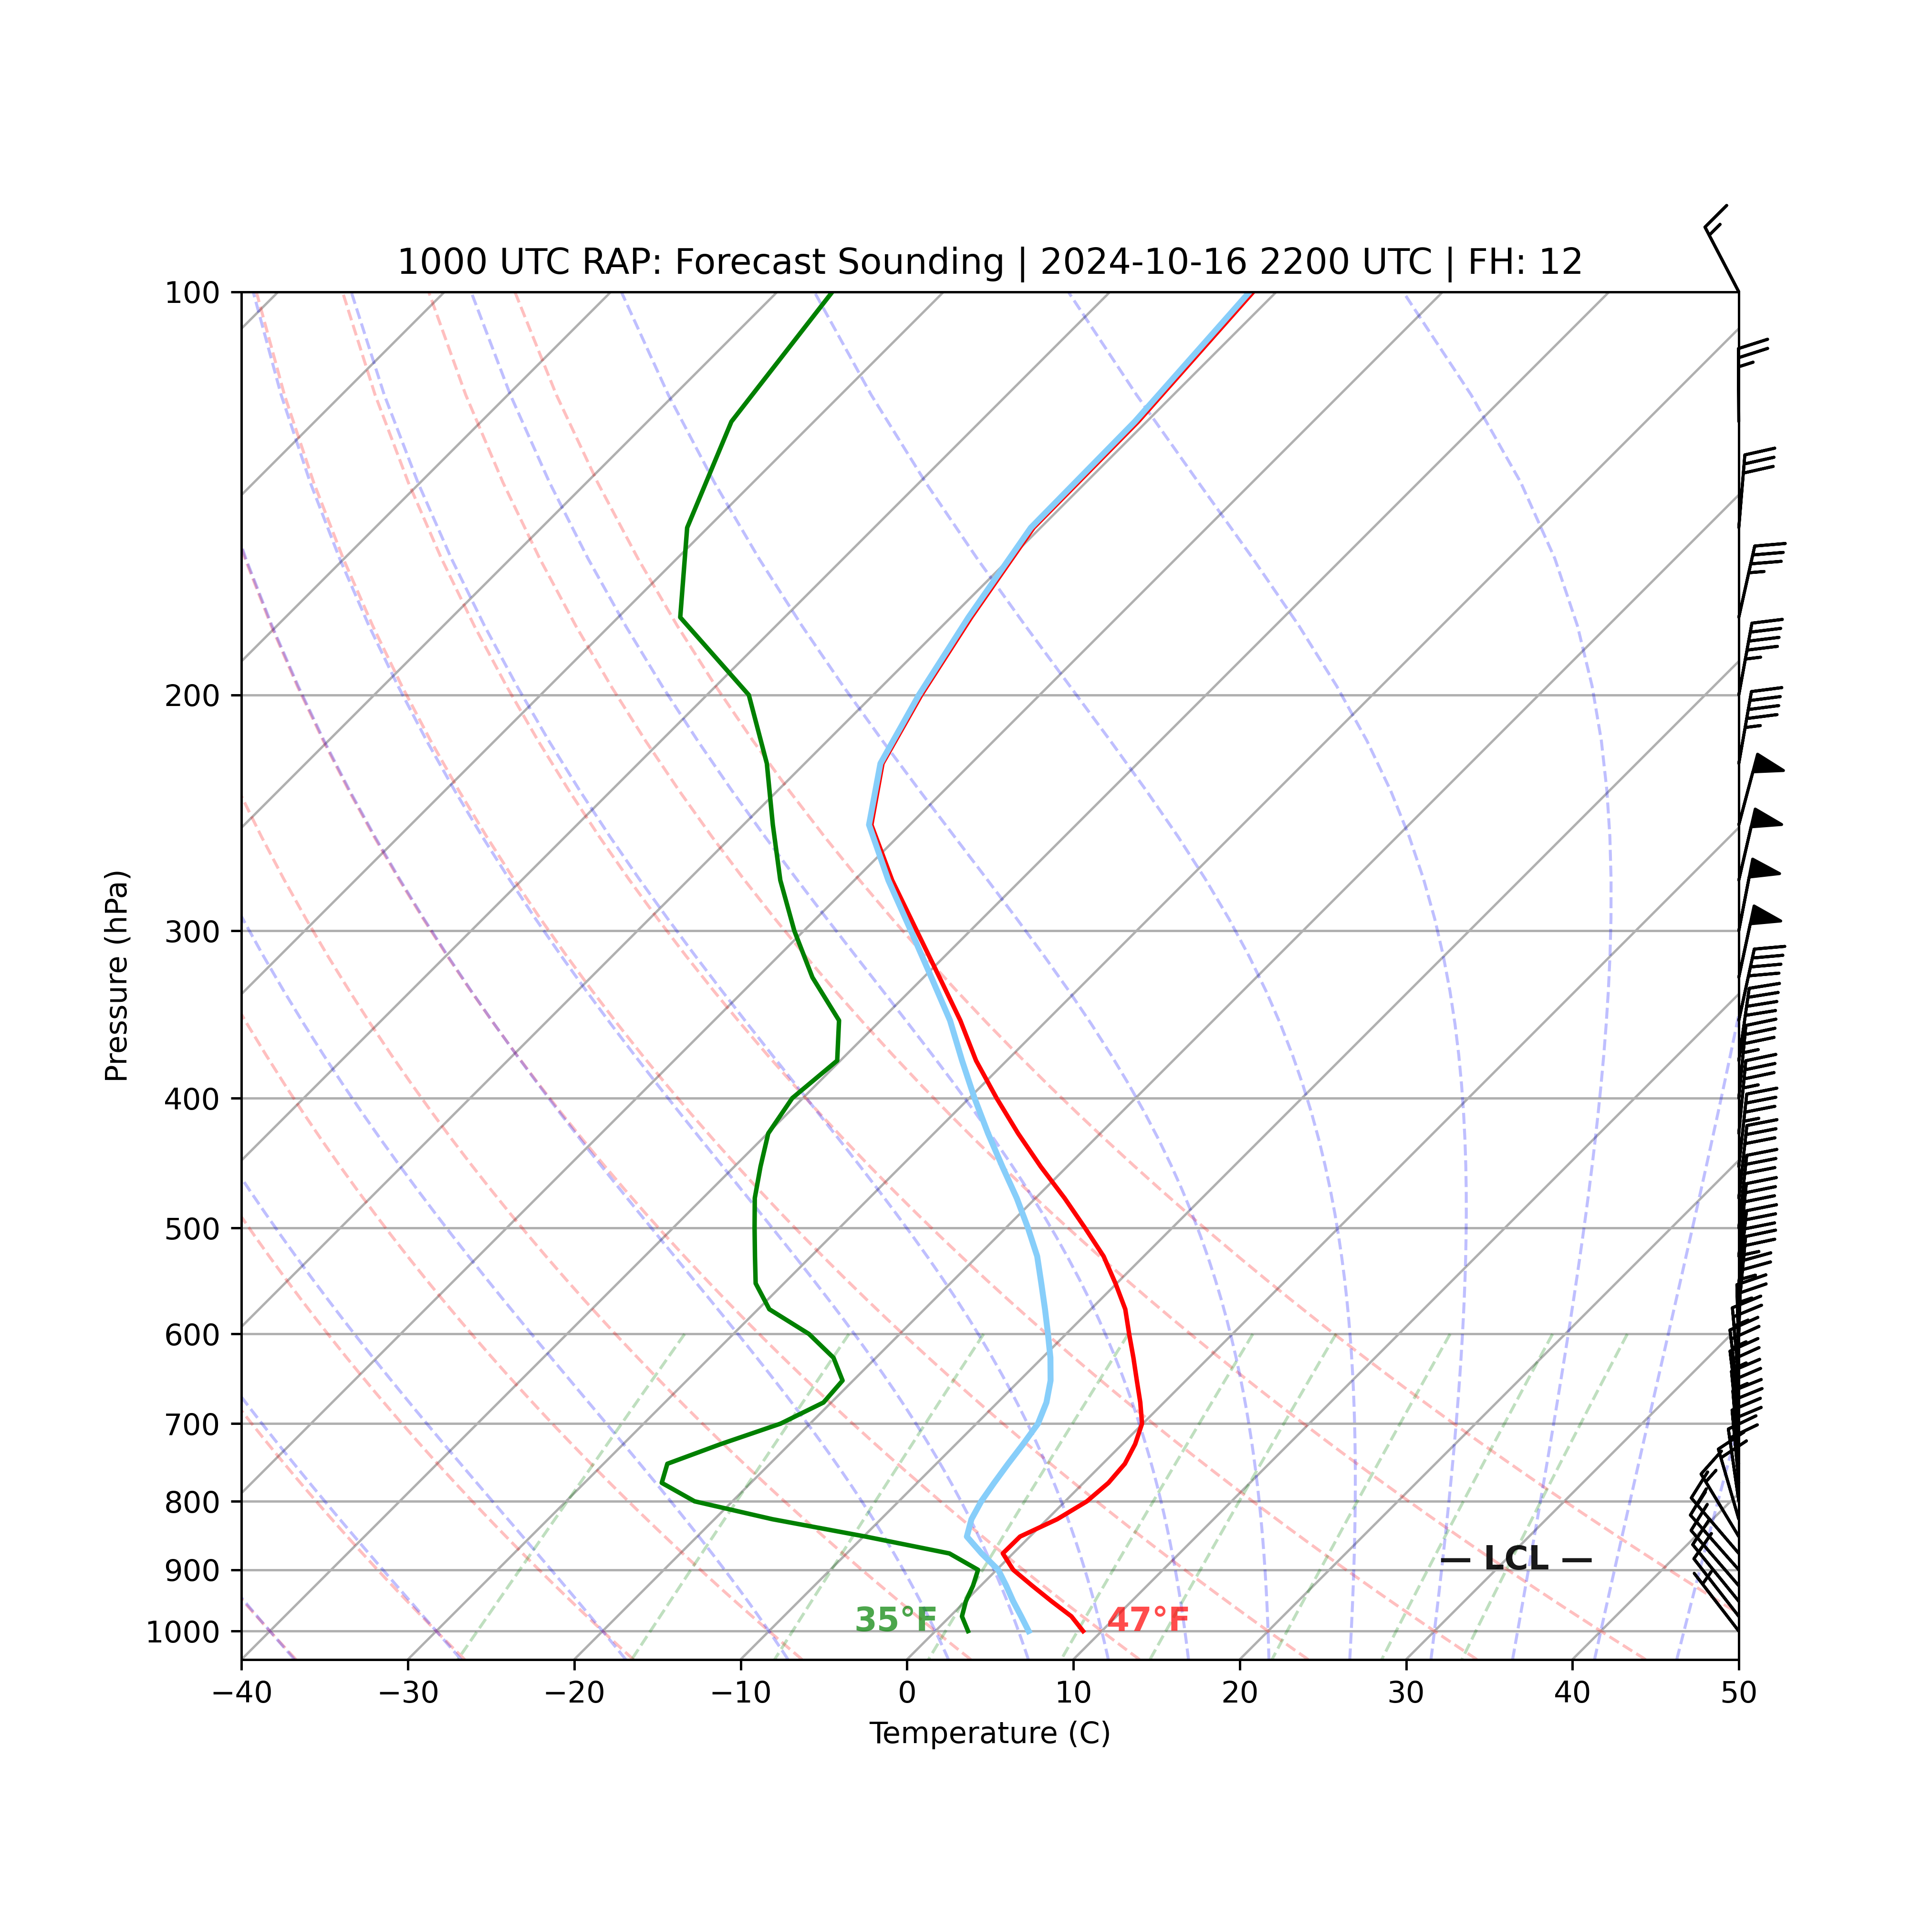 1000 UTC RAP: Forecast Sounding | 2024-10-16 2200 UTC | FH: 12
100
200
300
400
500
600
700
800
900
1000
Pressure (hPa)
— LCL —
35°F
47°F
−40 −30 −20 −10 0 10 20 30 40 50
Temperature (C)